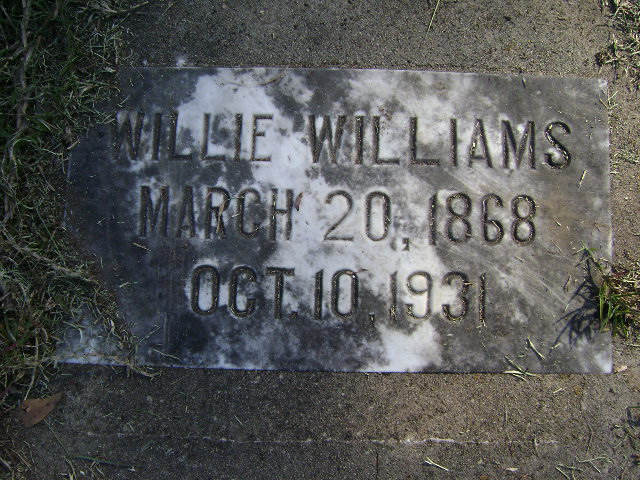 WILLIE WILLIAMS
MARCH 20, 1868
OCT. 10, 1931